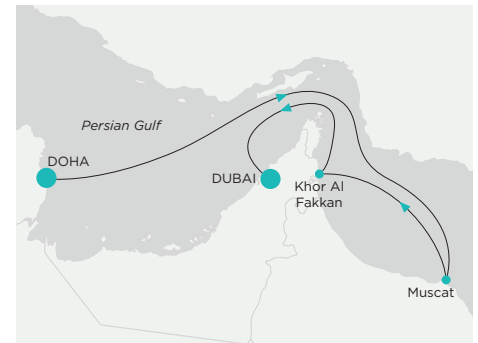 Persian Gulf
DOHA
DUBAI
Khor Al
Fakkan
Muscat